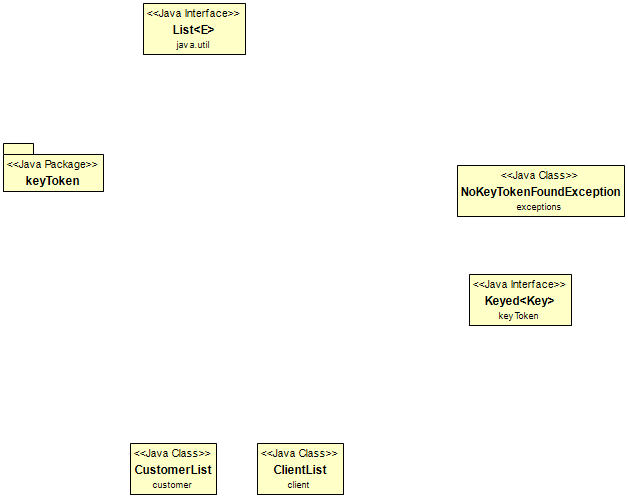 <<Java Interface>>
List<E>
java.util
<<Java Package>>
keyToken
<<Java Class>>
NoKeyTokenFoundException
exceptions
<<Java Interface>>
Keyed<Key>
keyToken
<<Java Class>>
CustomerList
customer
<<Java Class>>
ClientList
client